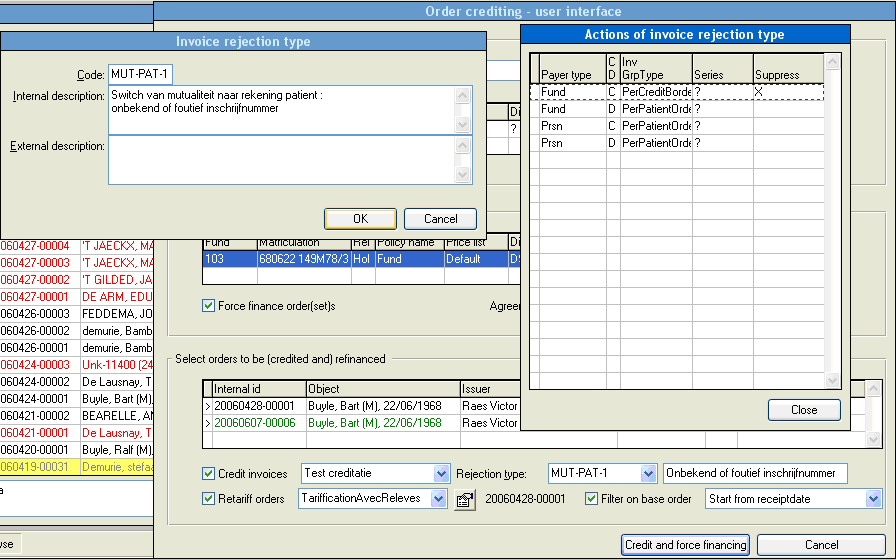 Order crediting - user interface
Invoice rejection type
Code: MUT-PAT-1
Internal description: Switch van mutualiteit naar rekening patient :
onbekend of foutief inschrijfnummer
External description:
OK Cancel
Actions of invoice rejection type
Payer type C D Inv GrpType Series Suppress
Fund C PerCreditBorde ? X
Fund D PerPatientOrde ?
Prsn C PerPatientOrde ?
Prsn D PerPatientOrde ?
Close
Di
?
Fund Matriculation Rel Policy name Price list Di
103 680622 149M78/3 Hol Fund Default DS
Force finance order(set)s Agreer
Select orders to be (credited and) refinanced
Internal id Object Issuer
> 20060428-00001 Buyle, Bart (M), 22/06/1968 Raes Victor
> 20060607-00006 Buyle, Bart (M), 22/06/1968 Raes Victor
Credit invoices Test creditatie Rejection type: MUT-PAT-1 Onbekend of foutief inschrijfnummer
Retariff orders TarifficationAvecReleves 20060428-00001 Filter on base order Start from receiptdate
Credit and force financing Cancel
060427-00004 'T JAECKX, MA
060427-00003 'T JAECKX, MA
060427-00002 'T GILDED, JA
060427-00001 DE ARM, EDU
060426-00003 FEDDEMA, JO
060426-00002 demurie, Bamb
060426-00001 demurie, Bamb
060424-00003 Unk-11400 (24
060424-00002 De Lausnay, T
060424-00001 Buyle, Bart (M)
060421-00002 BEARELLE, AN
060421-00001 De Lausnay, T
060420-00001 Buyle, Ralf (M),
060419-00031 Demurie, stefaa
a
use